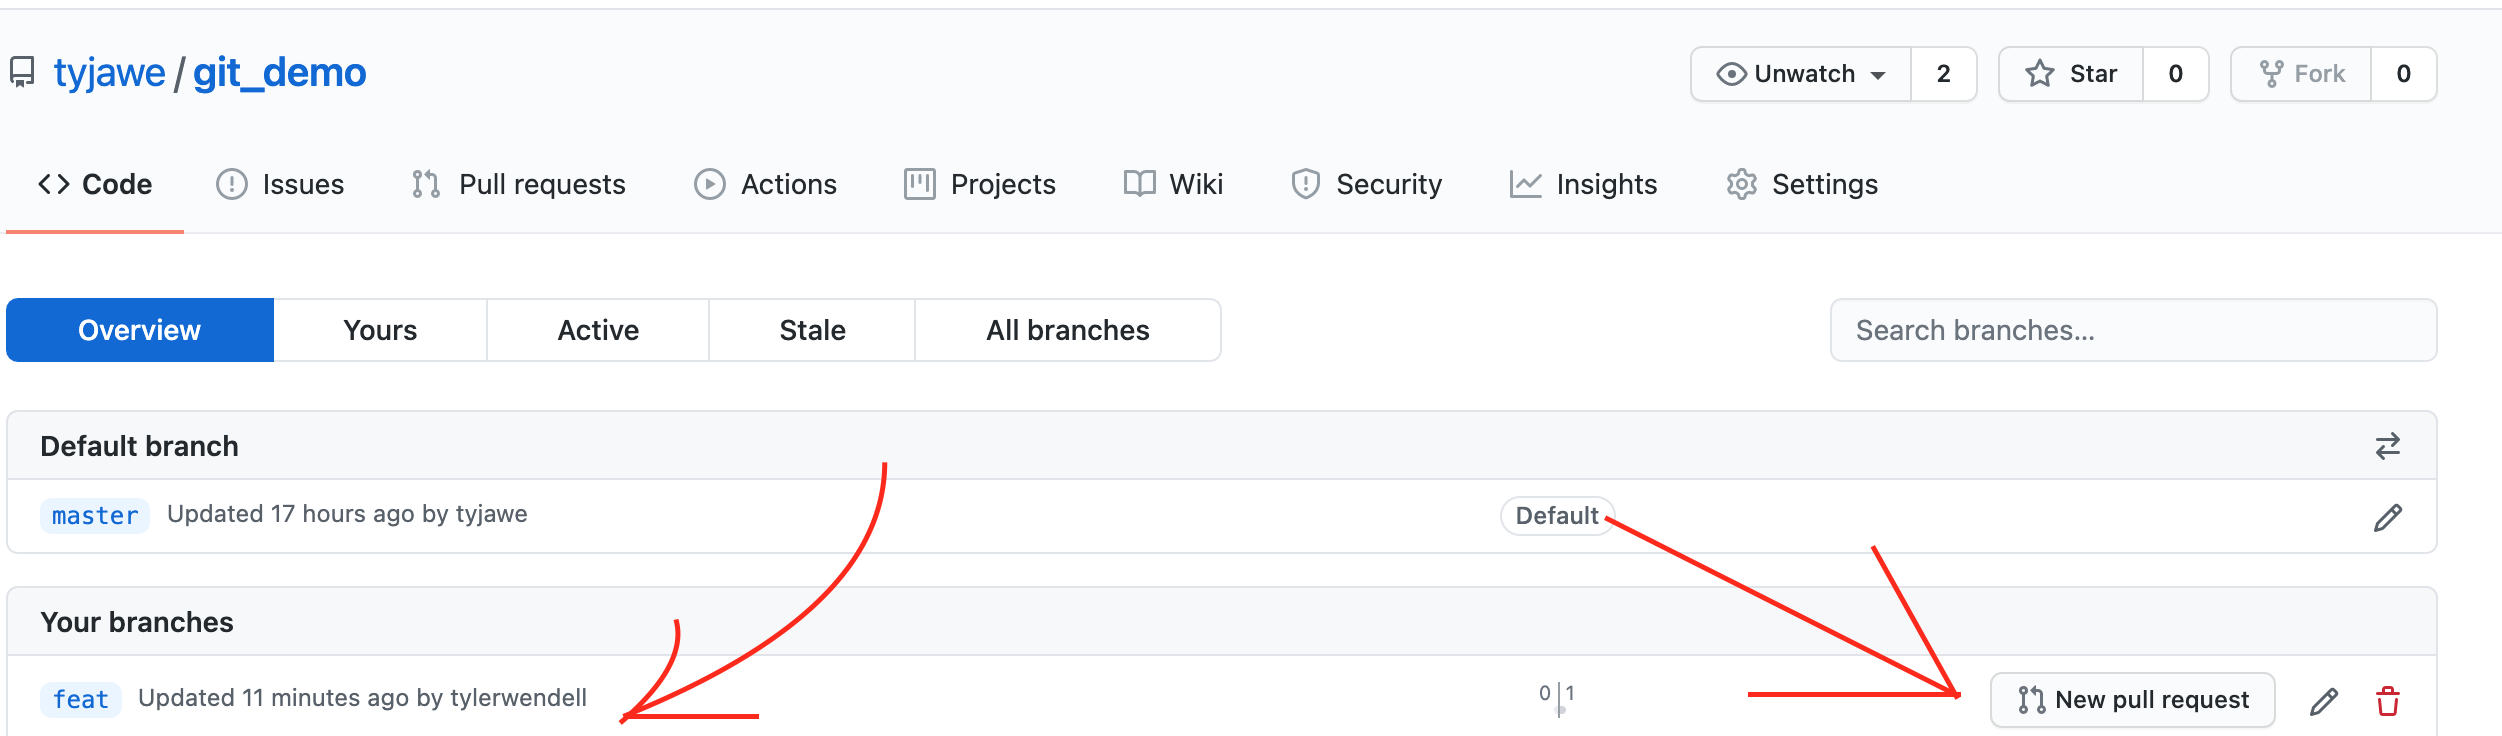 tyjawe / git_demo
Unwatch 2 Star 0 Fork 0
Code Issues Pull requests Actions Projects Wiki Security Insights Settings
Overview Yours Active Stale All branches Search branches...
Default branch
master Updated 17 hours ago by tyjawe Default
Your branches
feat Updated 11 minutes ago by tylerwendell 0 1 New pull request